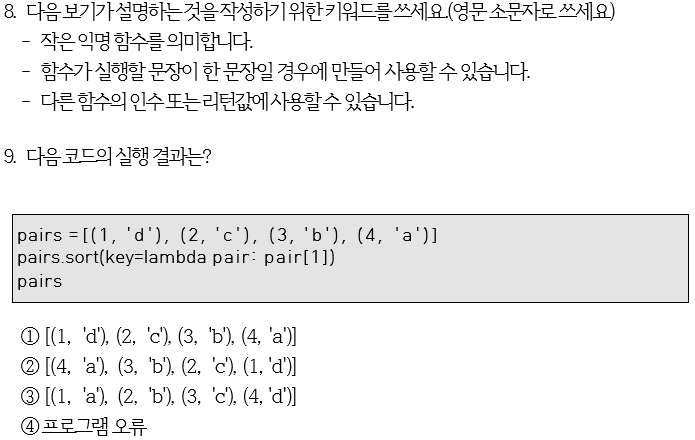 8. 다음 보기가 설명하는 것을 작성하기 위한 키워드를 쓰세요.(영문 소문자로 쓰세요)
- 작은 익명 함수를 의미합니다.
- 함수가 실행할 문장이 한 문장일 경우에 만들어 사용할 수 있습니다.
- 다른 함수의 인수 또는 리턴값에 사용할 수 있습니다.
9. 다음 코드의 실행 결과는?
pairs = [(1, 'd'), (2, 'c'), (3, 'b'), (4, 'a')]
pairs.sort(key=lambda pair: pair[1])
pairs
① [(1, 'd'), (2, 'c'), (3, 'b'), (4, 'a')]
② [(4, 'a'), (3, 'b'), (2, 'c'), (1, 'd')]
③ [(1, 'a'), (2, 'b'), (3, 'c'), (4, 'd')]
④ 프로그램 오류